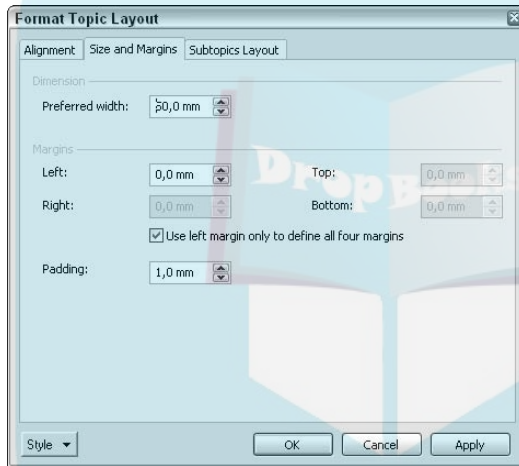 Format Topic Layout
Alignment Size and Margins Subtopics Layout
Dimension
Preferred width: 50,0 mm
Margins
Left: 0,0 mm Top: 0,0 mm
Right: 0,0 mm Bottom: 0,0 mm
Use left margin only to define all four margins
Padding: 1,0 mm
Drop Books
Style OK Cancel Apply